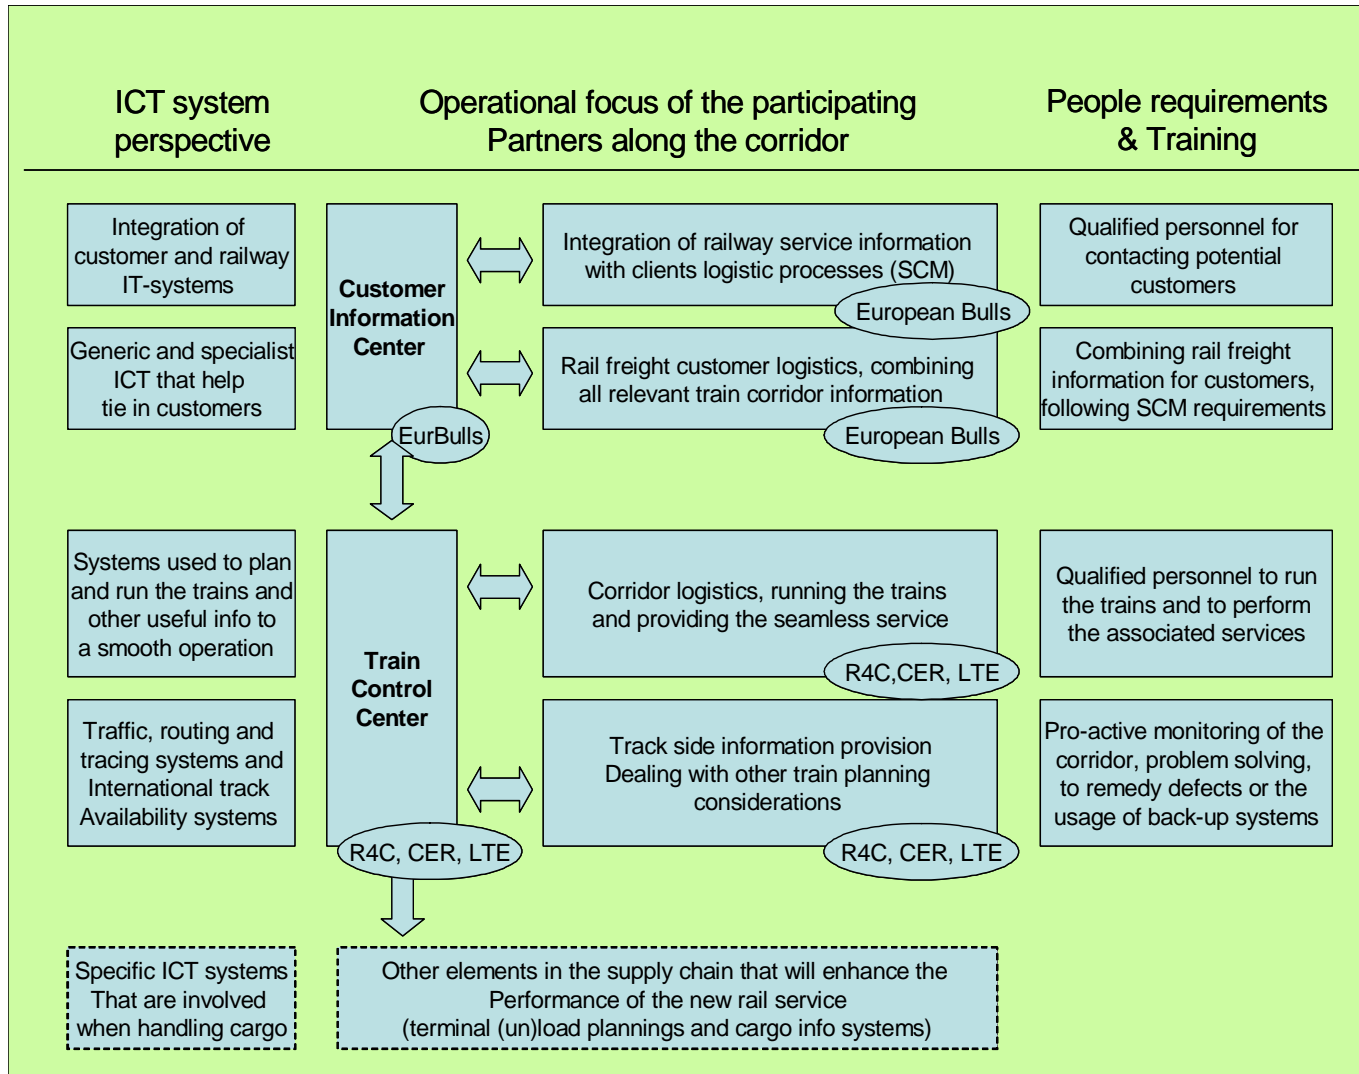 ICT system
perspective
Operational focus of the participating
Partners along the corridor
People requirements
& Training
Integration of
customer and railway
IT-systems
Customer
Information
Center
Integration of railway service information
with clients logistic processes (SCM)
European Bulls
Qualified personnel for
contacting potential
customers
Generic and specialist
ICT that help
tie in customers
EurBulls
Rail freight customer logistics, combining
all relevant train corridor information
European Bulls
Combining rail freight
information for customers,
following SCM requirements
Systems used to plan
and run the trains and
other useful info to
a smooth operation
Train
Control
Center
Corridor logistics, running the trains
and providing the seamless service
R4C,CER, LTE
Qualified personnel to run
the trains and to perform
the associated services
Traffic, routing and
tracing systems and
International track
Availability systems
R4C, CER, LTE
Track side information provision
Dealing with other train planning
considerations
R4C, CER, LTE
Pro-active monitoring of the
corridor, problem solving,
to remedy defects or the
usage of back-up systems
Specific ICT systems
That are involved
when handling cargo
Other elements in the supply chain that will enhance the
Performance of the new rail service
(terminal (un)load plannings and cargo info systems)